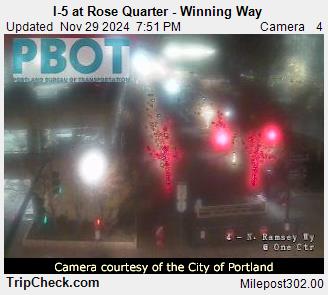 I-5 at Rose Quarter - Winning Way
Updated Nov 29 2024 7:51 PM Camera 4
PBOT
PORTLAND BUREAU OF TRANSPORTATION
4 - N. Ramsey Wy
@ One Ctr
Camera courtesy of the City of Portland
TripCheck.com Milepost302.00